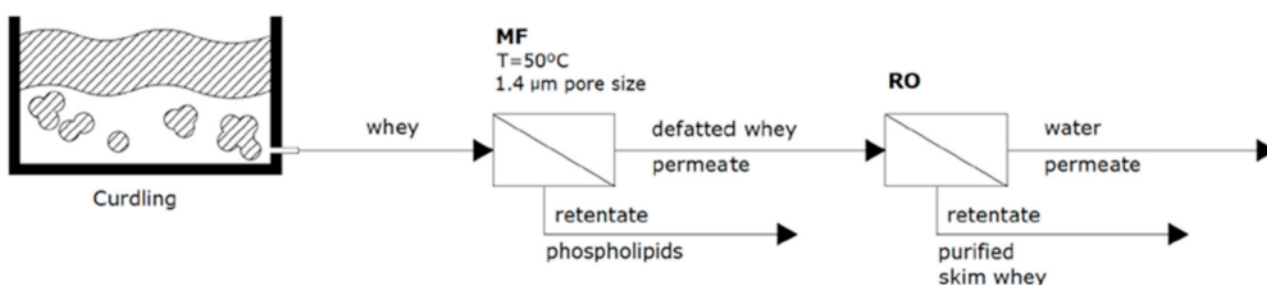 MF
T=50ºC
1.4 µm pore size
RO
whey
defatted whey
permeate
water
permeate
Curdling
retentate
phospholipids
retentate
purified
skim whey